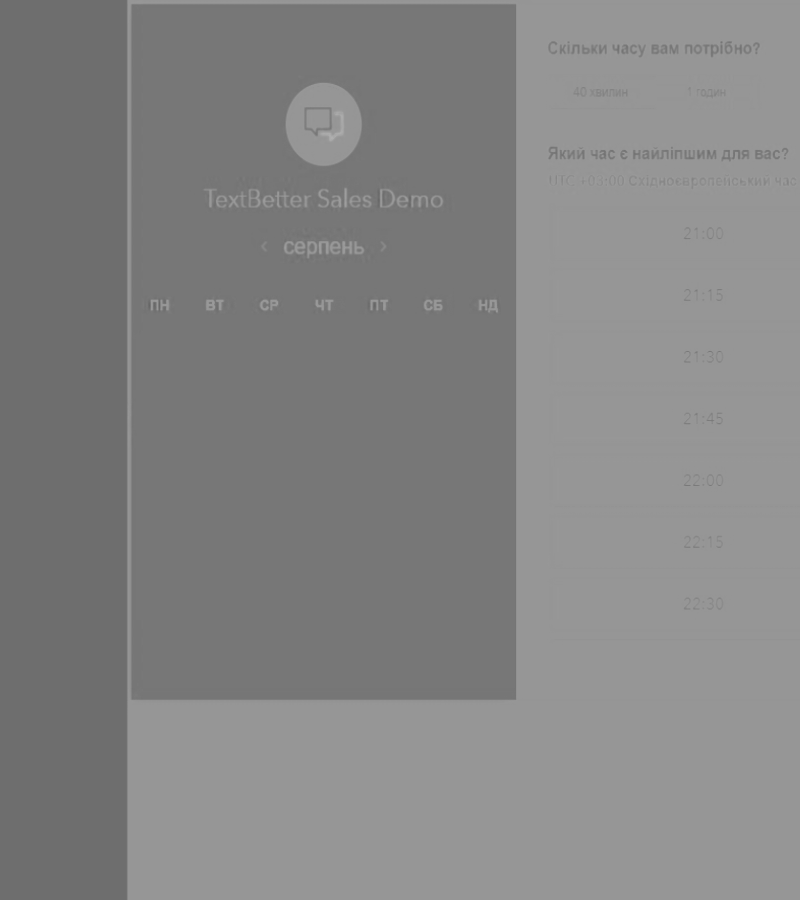 TextBetter Sales Demo
‹ серпень ›
ПН ВТ СР ЧТ ПТ СБ НД
Скільки часу вам потрібно?
40 хвилин 1 годин
Який час є найліпшим для вас?
UTC +03:00 Східноєвропейський час
21:00
21:15
21:30
21:45
22:00
22:15
22:30